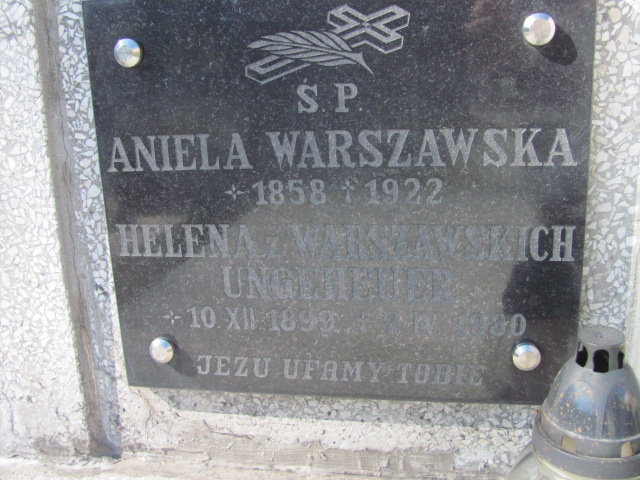 Ś P.
ANIELA WARSZAWSKA
1858 † 1922
HELENA z WARSZAWSKICH
UNGEHEUER
10 XII 1899 † 7 IV 1980
JEZU UFAMY TOBIE